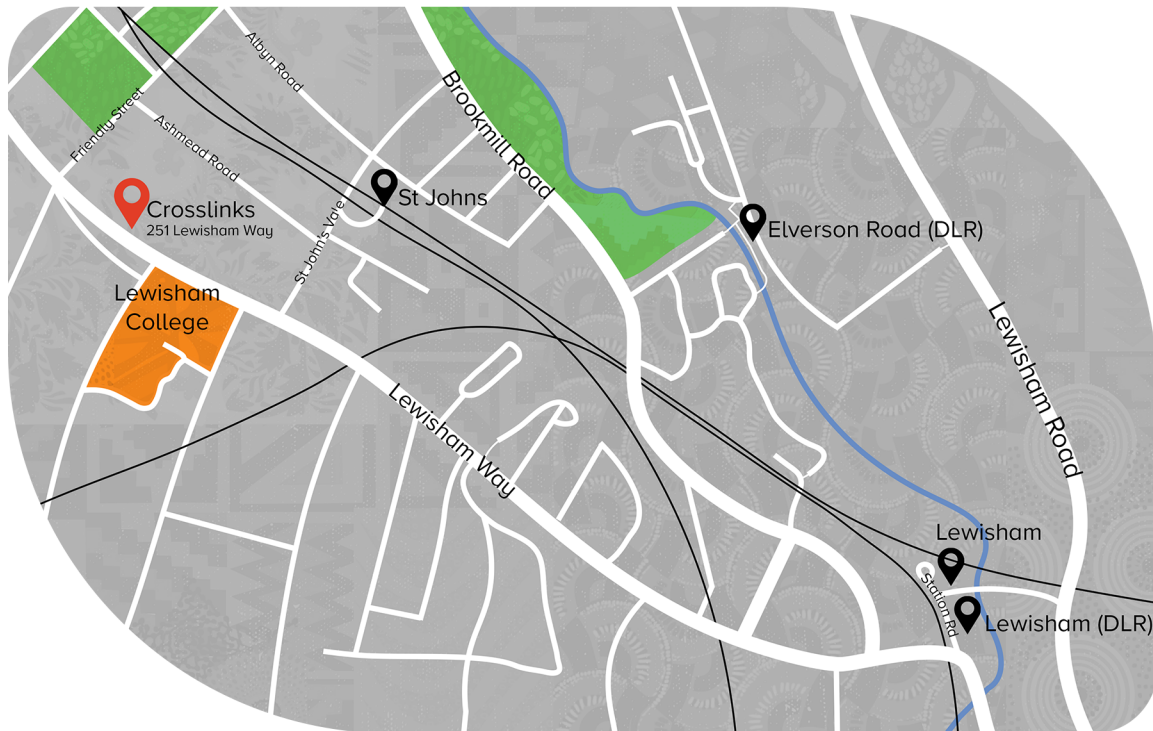 Albyn Road
Brookmill Road
Friendly Street
Ashmead Road
St Johns
Crosslinks
251 Lewisham Way
St John's Vale
Elverson Road (DLR)
Lewisham
College
Lewisham Road
Lewisham Way
Lewisham
Station Rd
Lewisham (DLR)